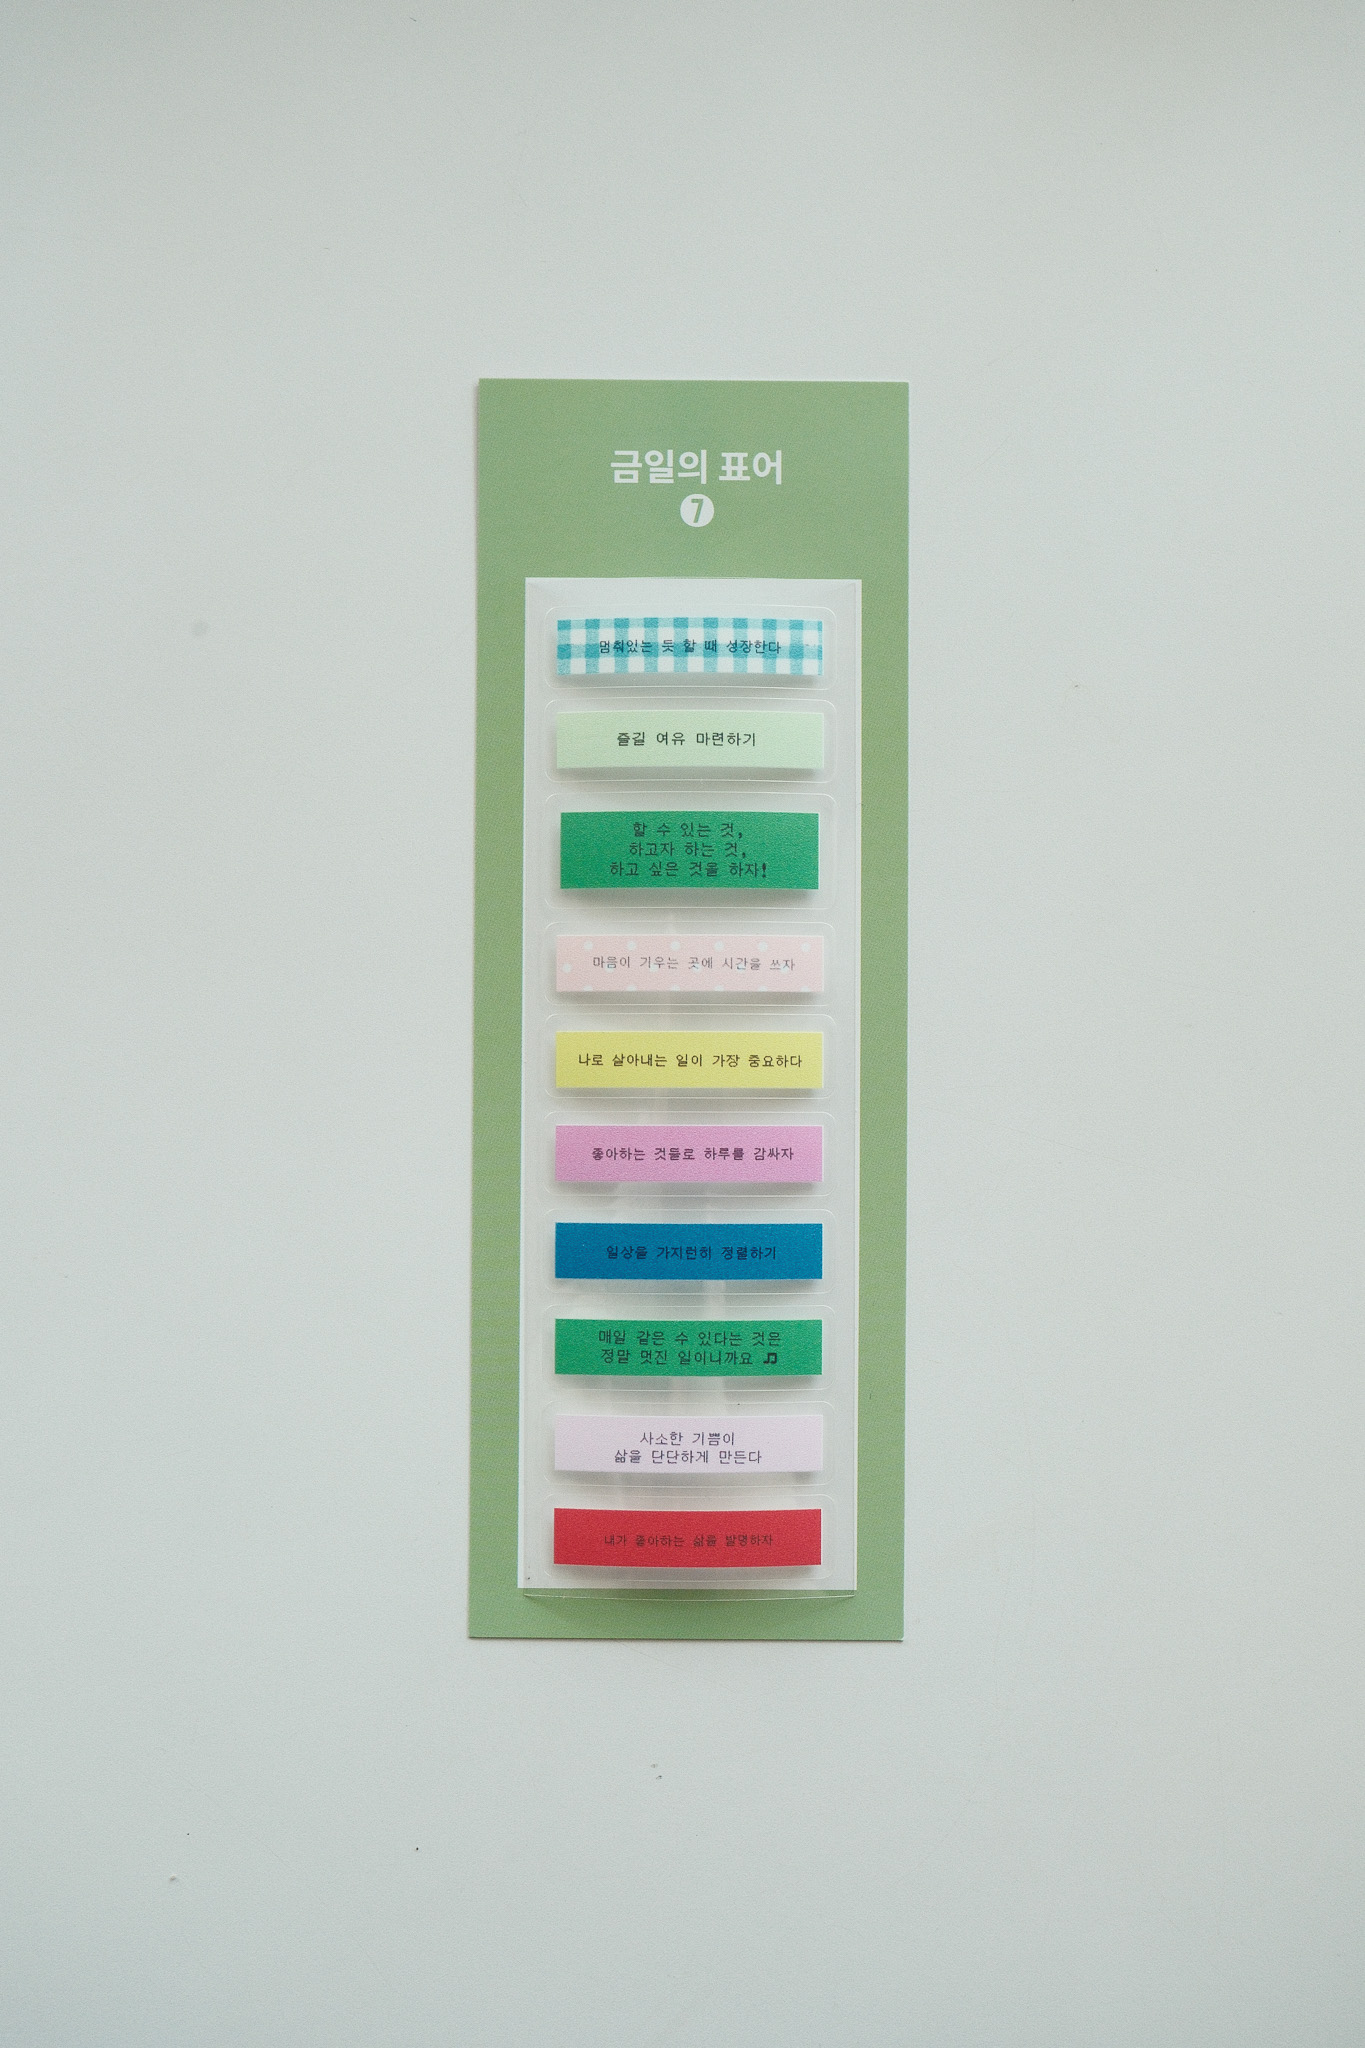 금일의 표어
7
멈춰있는 듯 할 때 성장한다
즐길 여유 마련하기
할 수 있는 것,
하고자 하는 것,
하고 싶은 것을 하자!
마음이 기우는 곳에 시간을 쓰자
나로 살아내는 일이 가장 중요하다
좋아하는 것들로 하루를 감싸자
일상을 가지런히 정렬하기
매일 같은 수 있다는 것은
정말 멋진 일이니까요 ♫
사소한 기쁨이
삶을 단단하게 만든다
내가 좋아하는 삶을 발명하자